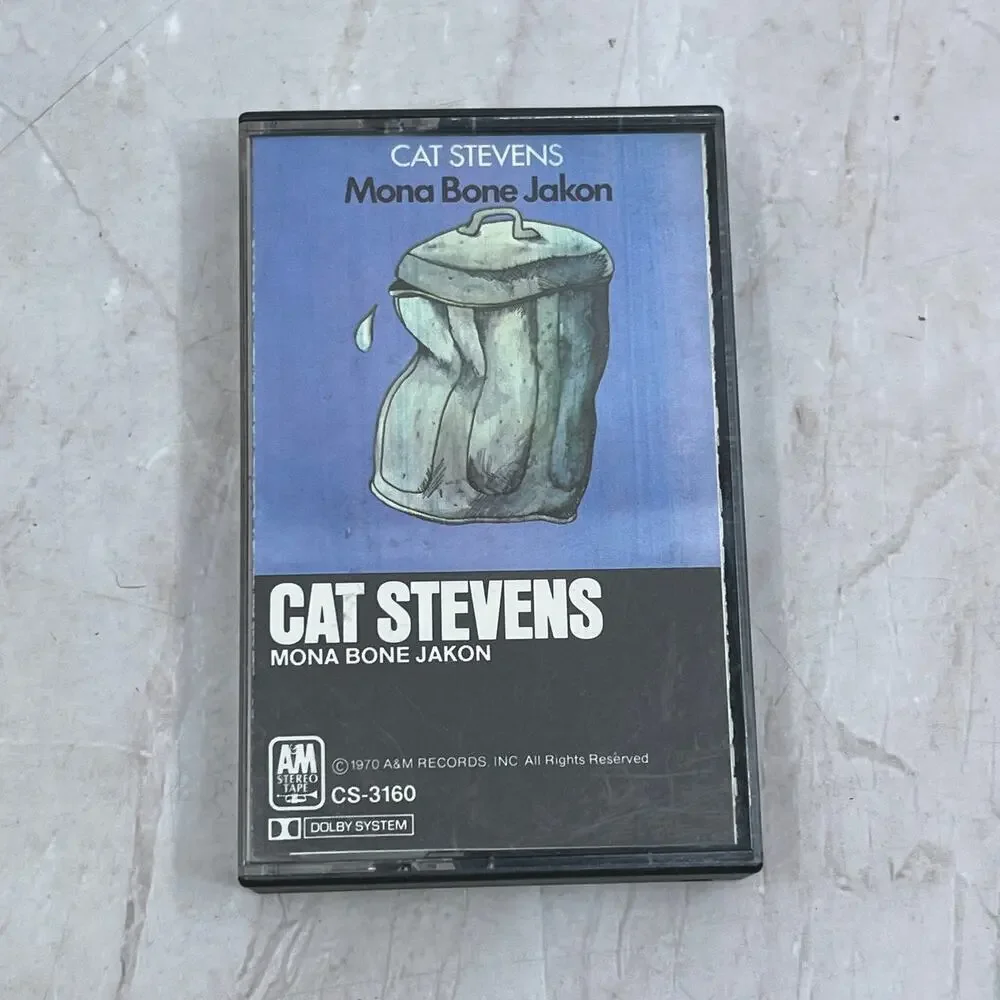 CAT STEVENS
Mona Bone Jakon
CAT STEVENS
MONA BONE JAKON
A&M
STEREO
TAPE
©1970 A&M RECORDS, INC. All Rights Reserved
CS-3160
DOLBY SYSTEM